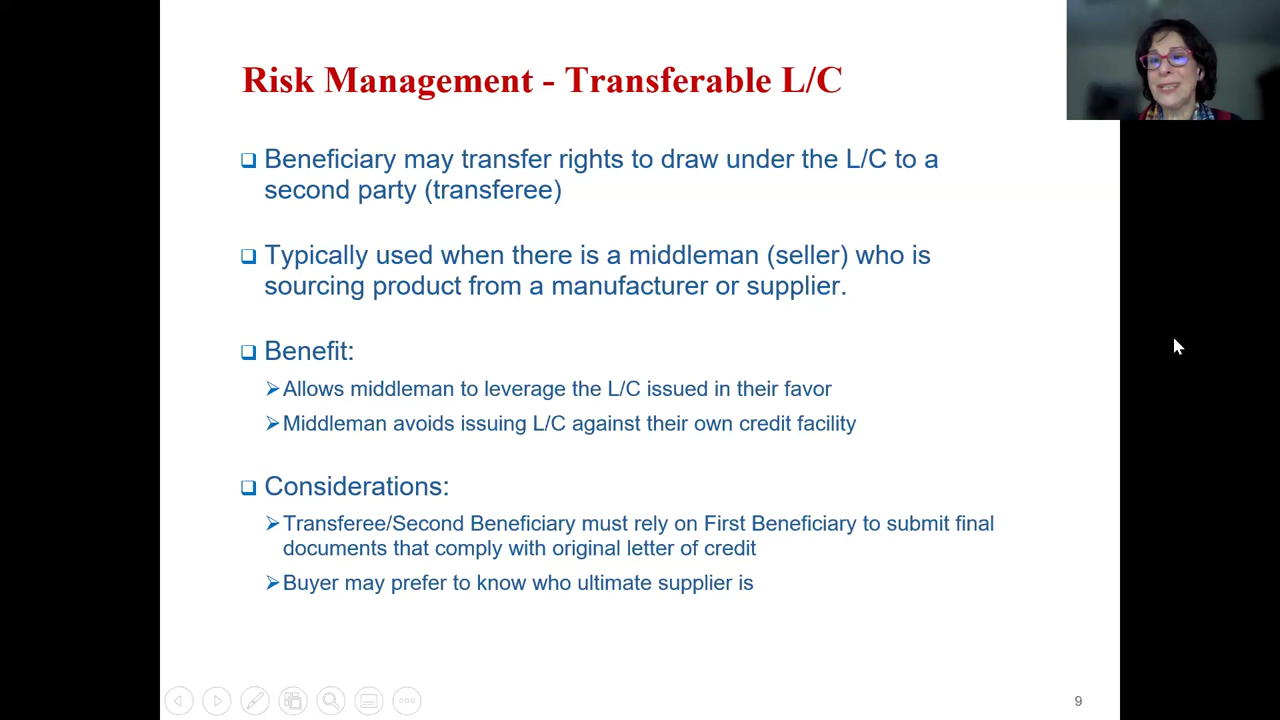 Risk Management - Transferable L/C
Beneficiary may transfer rights to draw under the L/C to a
second party (transferee)
Typically used when there is a middleman (seller) who is
sourcing product from a manufacturer or supplier.
Benefit:
Allows middleman to leverage the L/C issued in their favor
Middleman avoids issuing L/C against their own credit facility
Considerations:
Transferee/Second Beneficiary must rely on First Beneficiary to submit final
documents that comply with original letter of credit
Buyer may prefer to know who ultimate supplier is
9